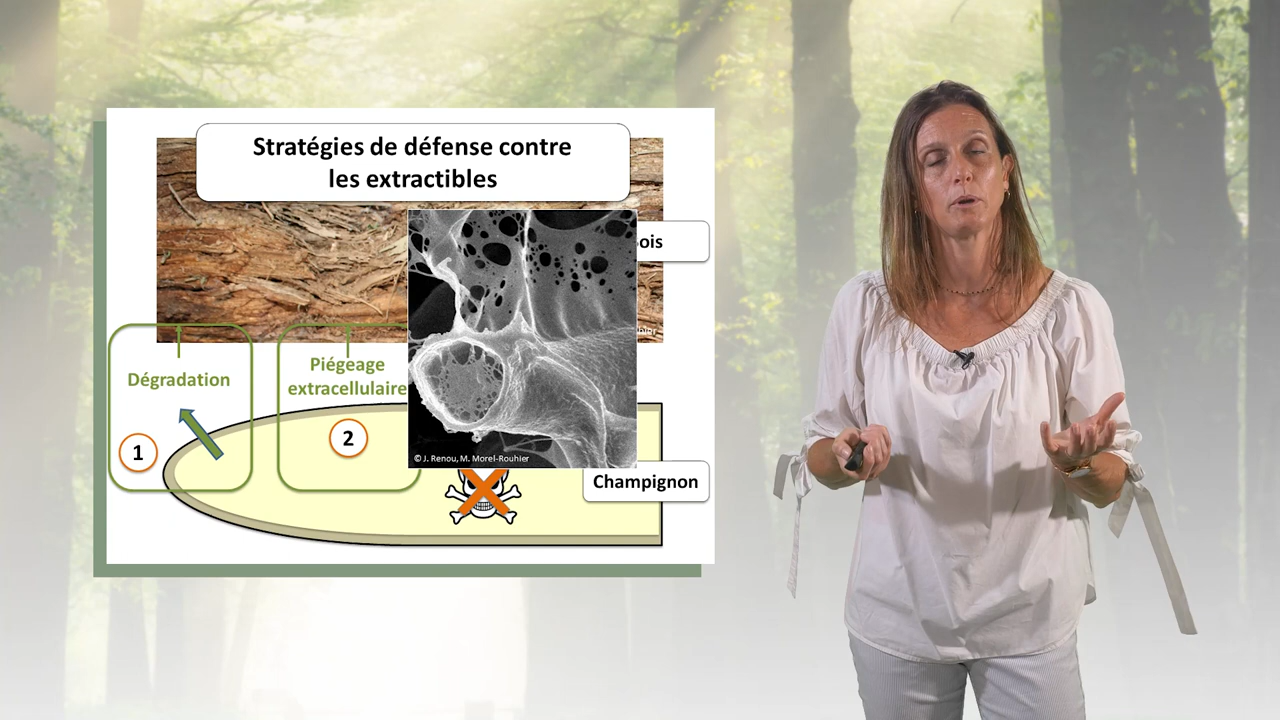 Stratégies de défense contre
les extractibles
Dégradation
Piégeage
extracellulaire
1
2
© J. Renou, M. Morel-Rouhier
Champignon